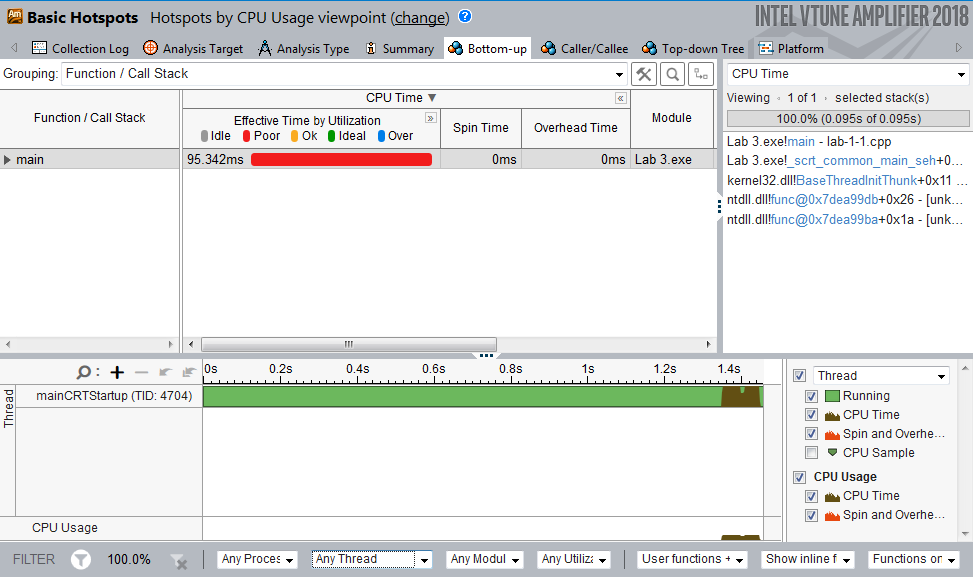 Am Basic Hotspots Hotspots by CPU Usage viewpoint (change) ? INTEL VTUNE AMPLIFIER 2018
Collection Log Analysis Target Analysis Type Summary Bottom-up Caller/Callee Top-down Tree Platform
Grouping: Function / Call Stack
CPU Time
Function / Call Stack
CPU Time ▼ «
Effective Time by Utilization »
Idle Poor Ok Ideal Over
Spin Time
Overhead Time
Module
main 95.342ms 0ms 0ms Lab 3.exe
Viewing 1 of 1 selected stack(s)
100.0% (0.095s of 0.095s)
Lab 3.exe!main - lab-1-1.cpp
Lab 3.exe!_scrt_common_main_seh+0...
kernel32.dll!BaseThreadInitThunk+0x11 ...
ntdll.dll!func@0x7dea99db+0x26 - [unk...
ntdll.dll!func@0x7dea99ba+0x1a - [unk...
0s 0.2s 0.4s 0.6s 0.8s 1s 1.2s 1.4s
Thread
mainCRTStartup (TID: 4704)
CPU Usage
Thread
Running
CPU Time
Spin and Overhe...
CPU Sample
CPU Usage
CPU Time
Spin and Overhe...
FILTER 100.0% Any Proces Any Thread Any Modul Any Utiliza User functions + Show inline f Functions on